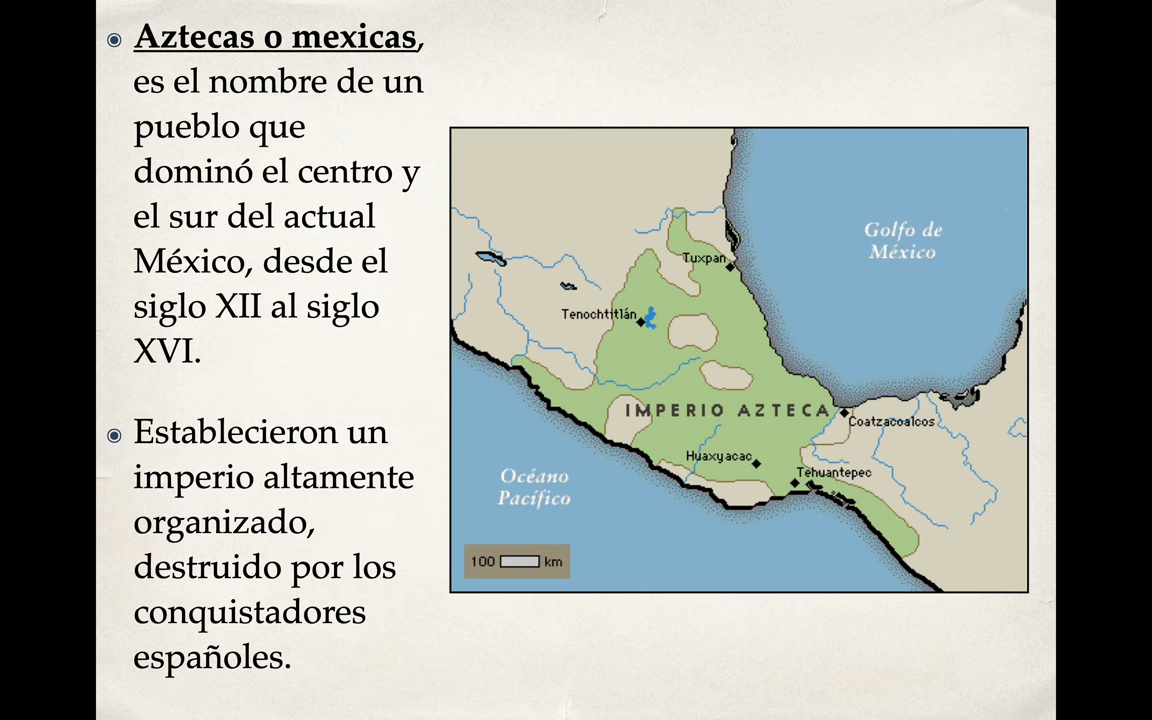 Aztecas o mexicas,
es el nombre de un
pueblo que
dominó el centro y
el sur del actual
México, desde el
siglo XII al siglo
XVI.
Establecieron un
imperio altamente
organizado,
destruido por los
conquistadores
españoles.
Golfo de
México
Tuxpan
Tenochtitlán
IMPERIO AZTECA
Coatzacoalcos
Huaxyacac
Tehuantepec
Océano
Pacífico
100 km